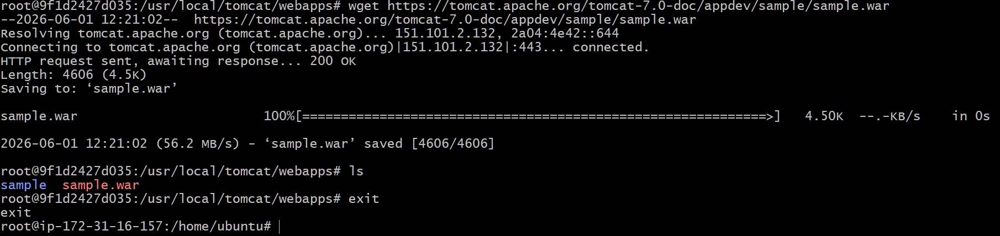 root@9f1d2427d035:/usr/local/tomcat/webapps# wget https://tomcat.apache.org/tomcat-7.0-doc/appdev/sample/sample.war
--2026-06-01 12:21:02--  https://tomcat.apache.org/tomcat-7.0-doc/appdev/sample/sample.war
Resolving tomcat.apache.org (tomcat.apache.org)... 151.101.2.132, 2a04:4e42::644
Connecting to tomcat.apache.org (tomcat.apache.org)|151.101.2.132|:443... connected.
HTTP request sent, awaiting response... 200 OK
Length: 4606 (4.5K)
Saving to: ‘sample.war’
sample.war                        100%[============================================================>]   4.50K  --.-KB/s    in 0s
2026-06-01 12:21:02 (56.2 MB/s) - ‘sample.war’ saved [4606/4606]
root@9f1d2427d035:/usr/local/tomcat/webapps# ls
sample  sample.war
root@9f1d2427d035:/usr/local/tomcat/webapps# exit
exit
root@ip-172-31-16-157:/home/ubuntu#